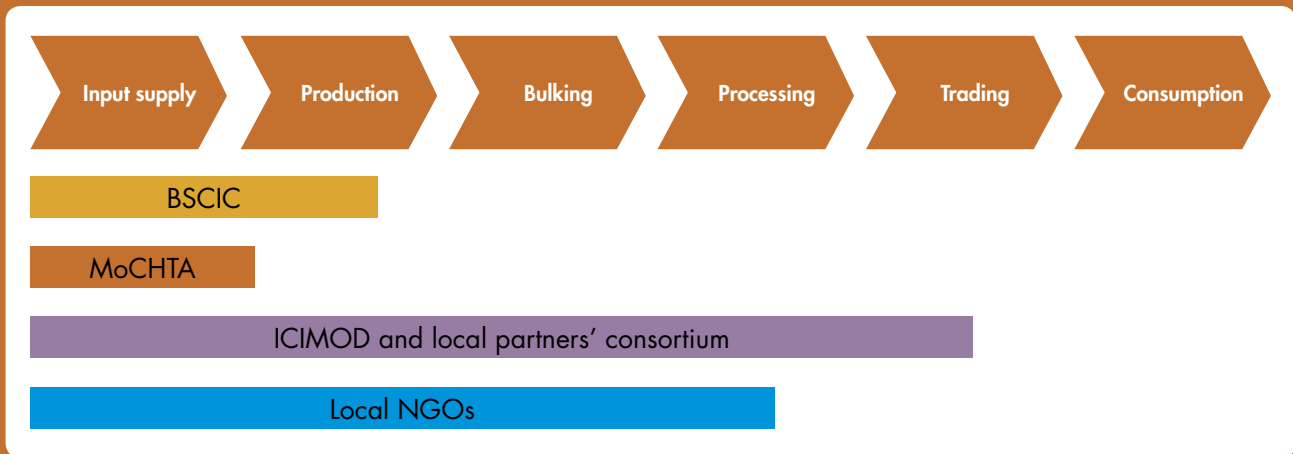 Input supply
Production
Bulking
Processing
Trading
Consumption
BSCIC
MoCHTA
ICIMOD and local partners’ consortium
Local NGOs